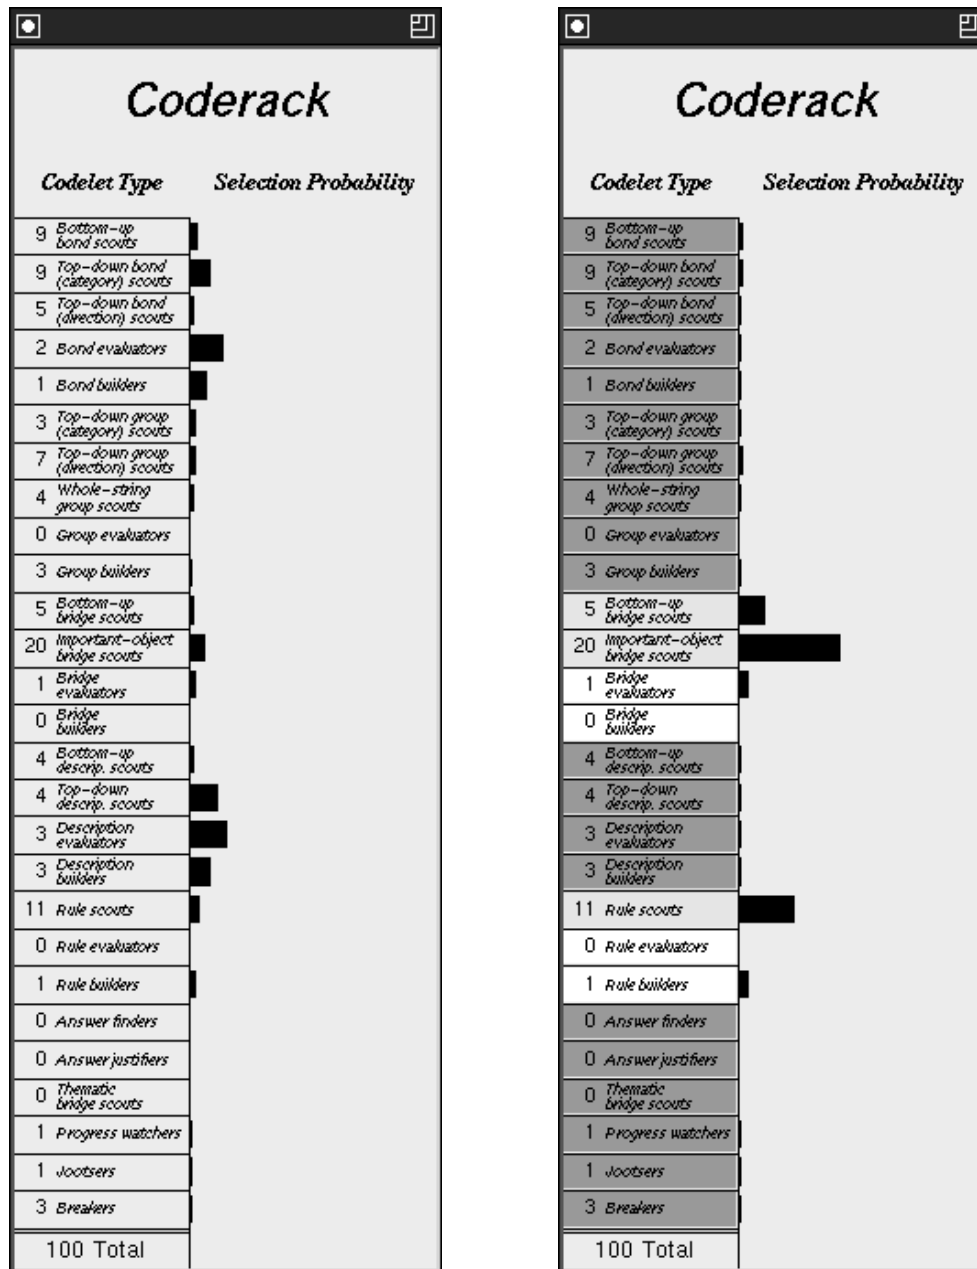 Coderack
Codelet Type Selection Probability
9 Bottom-up
bond scouts
9 Top-down bond
(category) scouts
5 Top-down bond
(direction) scouts
2 Bond evaluators
1 Bond builders
3 Top-down group
(category) scouts
7 Top-down group
(direction) scouts
4 Whole-string
group scouts
0 Group evaluators
3 Group builders
5 Bottom-up
bridge scouts
20 Important-object
bridge scouts
1 Bridge
evaluators
0 Bridge
builders
4 Bottom-up
descrip. scouts
4 Top-down
descrip. scouts
3 Description
evaluators
3 Description
builders
11 Rule scouts
0 Rule evaluators
1 Rule builders
0 Answer finders
0 Answer justifiers
0 Thematic
bridge scouts
1 Progress watchers
1 Jootsers
3 Breakers
100 Total
Coderack
Codelet Type Selection Probability
9 Bottom-up
bond scouts
9 Top-down bond
(category) scouts
5 Top-down bond
(direction) scouts
2 Bond evaluators
1 Bond builders
3 Top-down group
(category) scouts
7 Top-down group
(direction) scouts
4 Whole-string
group scouts
0 Group evaluators
3 Group builders
5 Bottom-up
bridge scouts
20 Important-object
bridge scouts
1 Bridge
evaluators
0 Bridge
builders
4 Bottom-up
descrip. scouts
4 Top-down
descrip. scouts
3 Description
evaluators
3 Description
builders
11 Rule scouts
0 Rule evaluators
1 Rule builders
0 Answer finders
0 Answer justifiers
0 Thematic
bridge scouts
1 Progress watchers
1 Jootsers
3 Breakers
100 Total